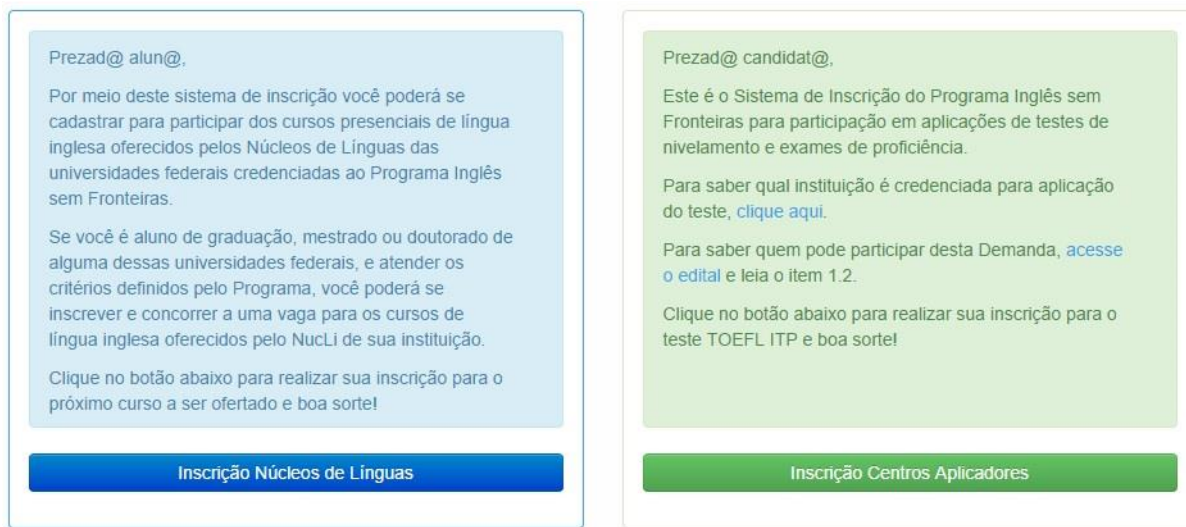 Prezad@ alun@,
Por meio deste sistema de inscrição você poderá se
cadastrar para participar dos cursos presenciais de língua
inglesa oferecidos pelos Núcleos de Línguas das
universidades federais credenciadas ao Programa Inglês
sem Fronteiras.
Se você é aluno de graduação, mestrado ou doutorado de
alguma dessas universidades federais, e atender os
critérios definidos pelo Programa, você poderá se
inscrever e concorrer a uma vaga para os cursos de
língua inglesa oferecidos pelo NucLi de sua instituição.
Clique no botão abaixo para realizar sua inscrição para o
próximo curso a ser ofertado e boa sorte!
Inscrição Núcleos de Línguas
Prezad@ candidat@,
Este é o Sistema de Inscrição do Programa Inglês sem
Fronteiras para participação em aplicações de testes de
nivelamento e exames de proficiência.
Para saber qual instituição é credenciada para aplicação
do teste, clique aqui.
Para saber quem pode participar desta Demanda, acesse
o edital e leia o item 1.2.
Clique no botão abaixo para realizar sua inscrição para o
teste TOEFL ITP e boa sorte!
Inscrição Centros Aplicadores